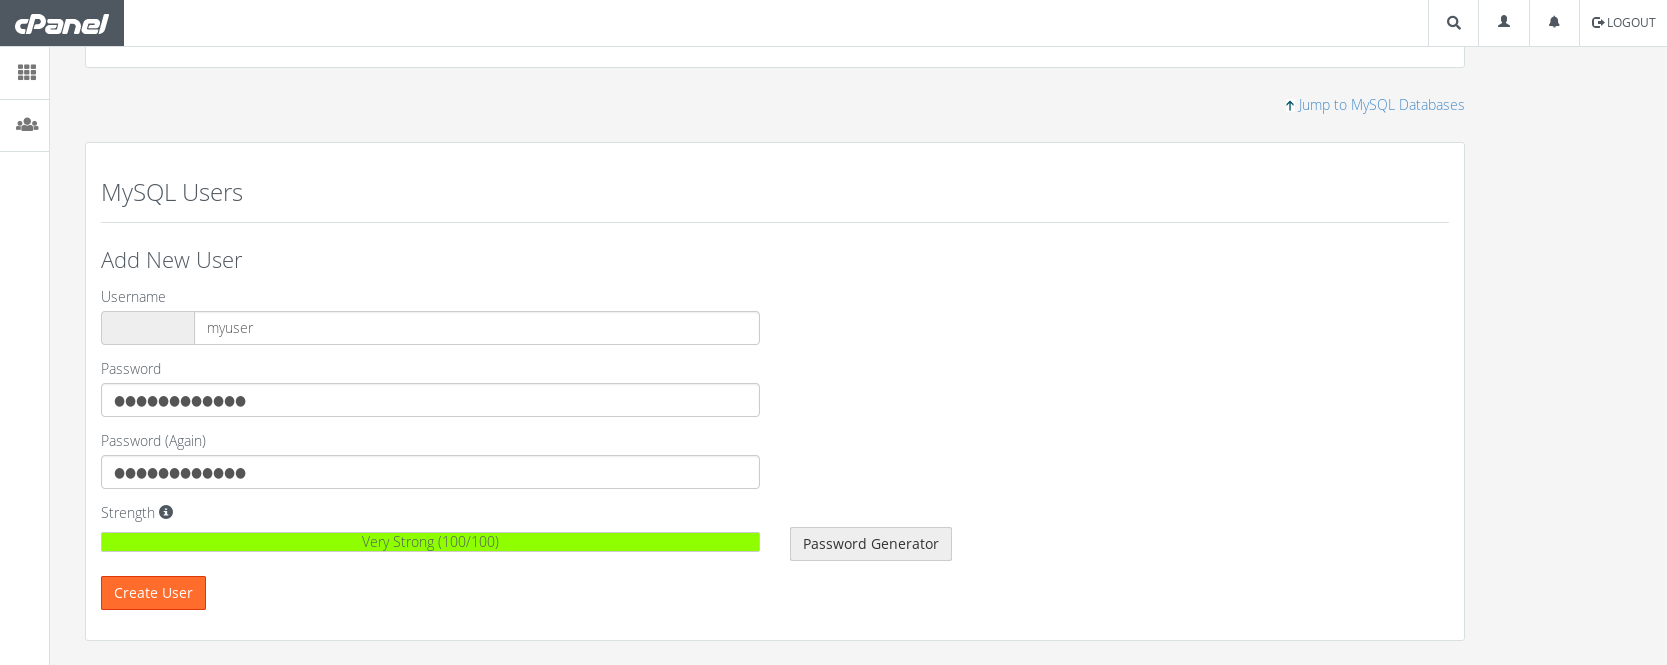 cPanel
LOGOUT
Jump to MySQL Databases
MySQL Users
Add New User
Username
myuser
Password
Password (Again)
Strength
Very Strong (100/100)
Password Generator
Create User